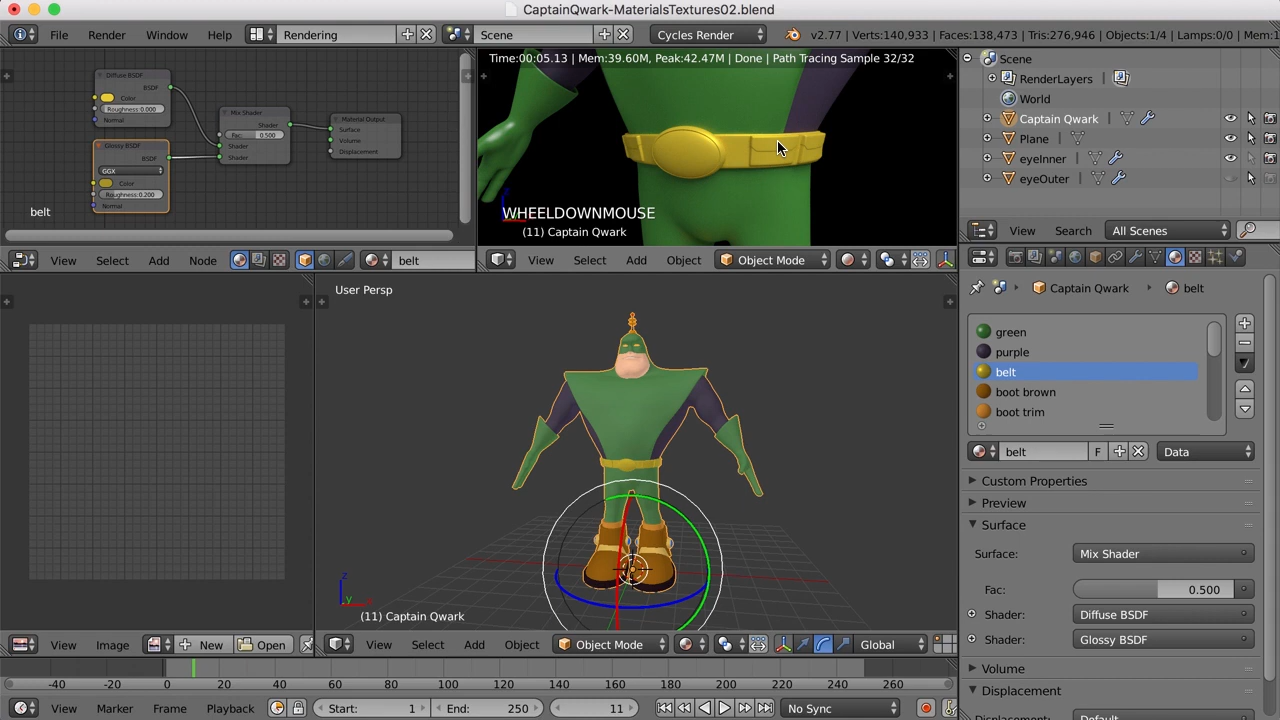 CaptainQwark-MaterialsTextures02.blend
File Render Window Help Rendering Scene Cycles Render v2.77 | Verts:140,933 | Faces:138,473 | Tris:276,946 | Objects:1/4 | Lamps:0/0 | Mem:1
Diffuse BSDF
BSDF
Color
Roughness:0.000
Normal
Glossy BSDF
BSDF
GGX
Color
Roughness:0.200
Normal
Mix Shader
Shader
Fac: 0.500
Shader
Shader
Material Output
Surface
Volume
Displacement
belt
View Select Add Node belt
Time:00:05.13 | Mem:39.60M, Peak:42.47M | Done | Path Tracing Sample 32/32
WHEELDOWNMOUSE
(11) Captain Qwark
View Select Add Object Object Mode
Scene
RenderLayers
World
Captain Qwark
Plane
eyeInner
eyeOuter
View Search All Scenes
Captain Qwark belt
green
purple
belt
boot brown
boot trim
belt F Data
Custom Properties
Preview
Surface
Surface: Mix Shader
Fac: 0.500
Shader: Diffuse BSDF
Shader: Glossy BSDF
Volume
Displacement
User Persp
z
y
(11) Captain Qwark
View Image New Open
View Select Add Object Object Mode Global
-40 -20 0 20 40 60 80 100 120 140 160 180 200 220 240 260
View Marker Frame Playback Start: 1 End: 250 11 No Sync